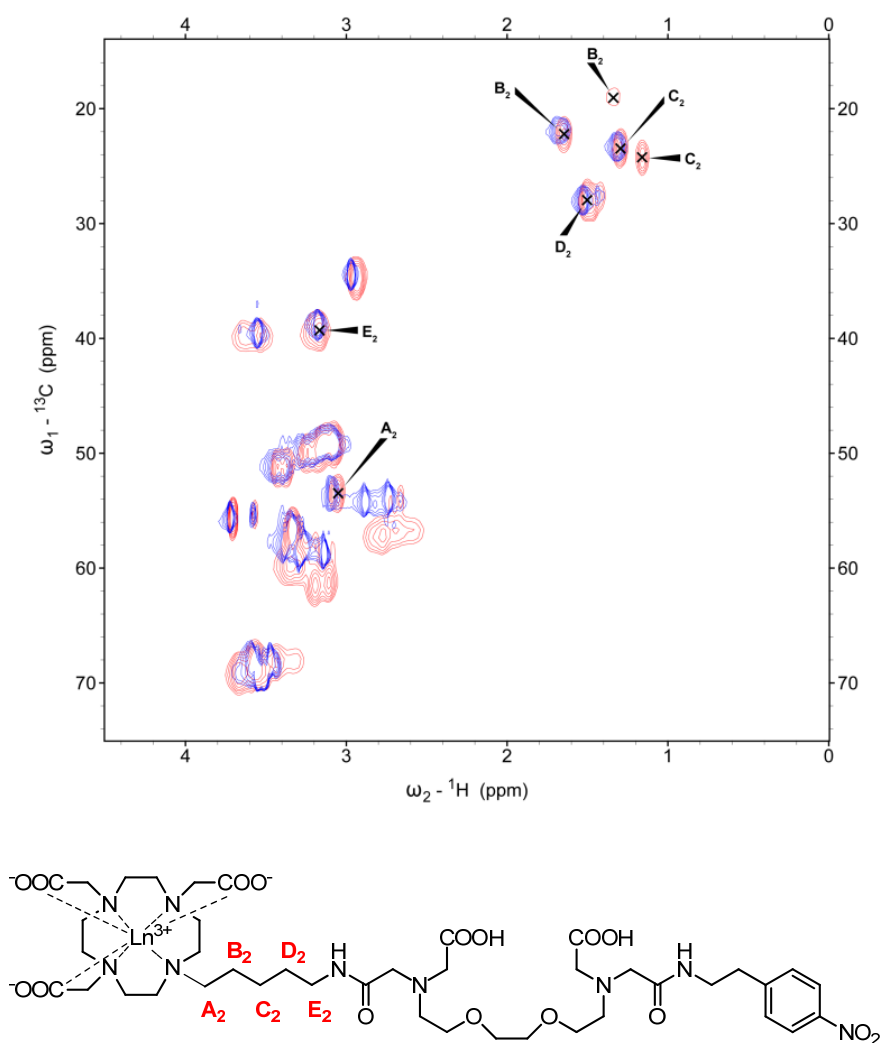 4 3 2 1 0
B₂
B₂
C₂
C₂
D₂
E₂
A₂
20 20
30 30
40 40
50 50
60 60
70 70
ω₁ - ¹³C (ppm)
4 3 2 1 0
ω₂ - ¹H (ppm)
⁻OOC COO⁻
N N
Ln³⁺
B₂ D₂ H COOH COOH H
N N
⁻OOC N N N N
A₂ C₂ E₂ O O
O O NO₂